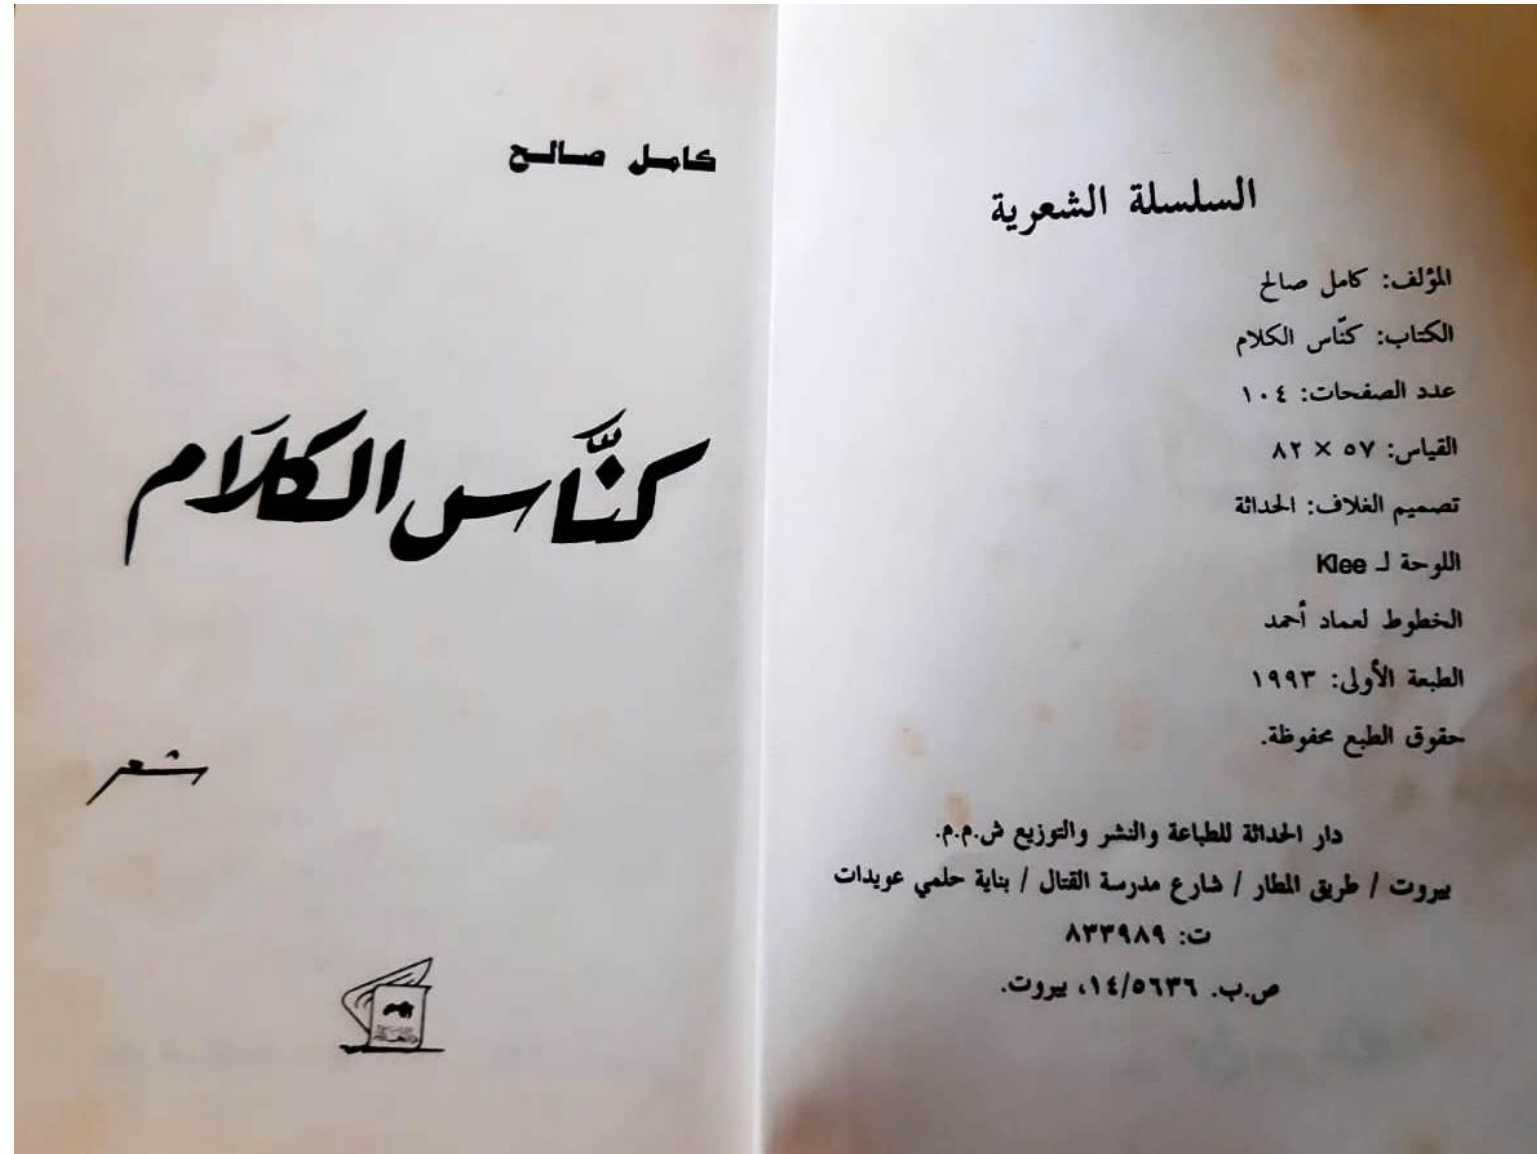 السلسلة الشعرية
المؤلف: كامل صالح
الكتاب: كنّاس الكلام
عدد الصفحات: ١٠٤
القياس: ٥٧ × ٨٢
تصميم الغلاف: الحداثة
اللوحة لـ Klee
الخطوط لعماد أحمد
الطبعة الأولى: ١٩٩٣
حقوق الطبع محفوظة.
دار الحداثة للطباعة والنشر والتوزيع ش.م.م.
بيروت / طريق المطار / شارع مدرسة القتال / بناية حلمي عويدات
ت: ٨٣٣٩٨٩
ص.ب. ١٤/٥٦٣٦، بيروت.
كامل صالح
كنَّاس الكلَام
شعر